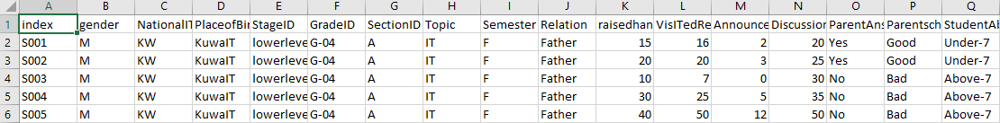 A B C D E F G H I J K L M N O P Q
1 index gender NationalIT PlaceofBir StageID GradeID SectionID Topic Semester Relation raisedhan VisITedRe Announce Discussion ParentAns Parentsch StudentAb
2 S001 M KW KuwaIT lowerleve G-04 A IT F Father 15 16 2 20 Yes Good Under-7
3 S002 M KW KuwaIT lowerleve G-04 A IT F Father 20 20 3 25 Yes Good Under-7
4 S003 M KW KuwaIT lowerleve G-04 A IT F Father 10 7 0 30 No Bad Above-7
5 S004 M KW KuwaIT lowerleve G-04 A IT F Father 30 25 5 35 No Bad Above-7
6 S005 M KW KuwaIT lowerleve G-04 A IT F Father 40 50 12 50 No Bad Above-7